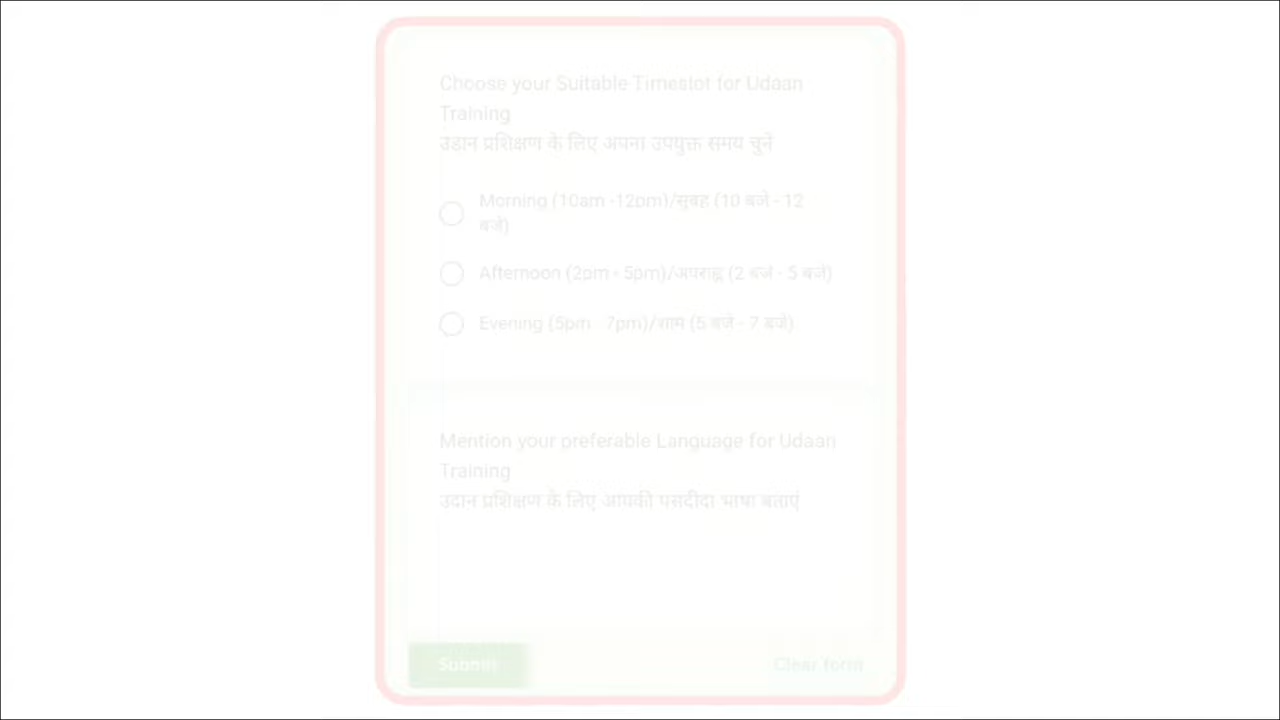 Choose your Suitable Timeslot for Udaan
Training
उडान प्रशिक्षण के लिए अपना उपयुक्त समय चुनें
Morning (10am -12pm)/सुबह (10 बजे - 12
बजे)
Afternoon (2pm - 5pm)/अपराह्न (2 बजे - 5 बजे)
Evening (5pm - 7pm)/शाम (5 बजे - 7 बजे)
Mention your preferable Language for Udaan
Training
उदान प्रशिक्षण के लिए आपकी पसंदीदा भाषा बताएं
Submit
Clear form